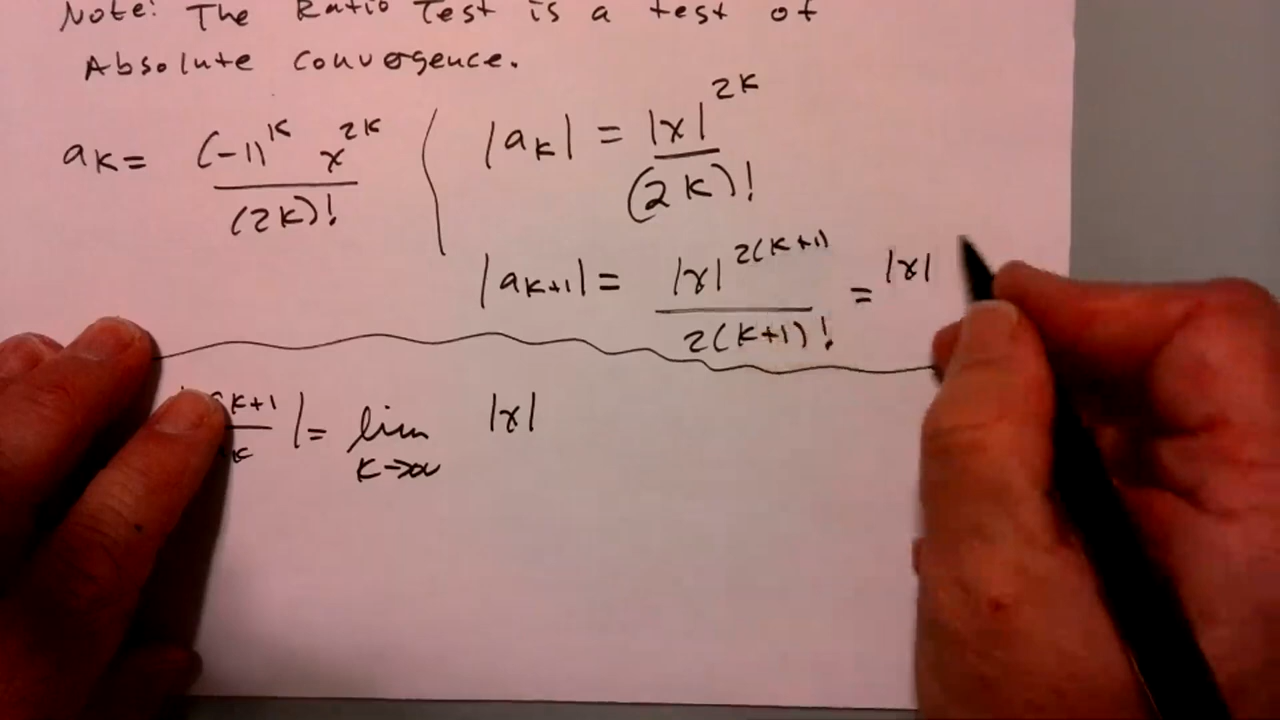 Note: The Ratio Test is a test of
Absolute Convergence.
aK = (-1)^K x^2K / (2K)!
|aK| = |x|^2K / (2K)!
|aK+1| = |x|^2(K+1) / 2(K+1)! = |x|
K+1 / K | = lim K→∞ |x|